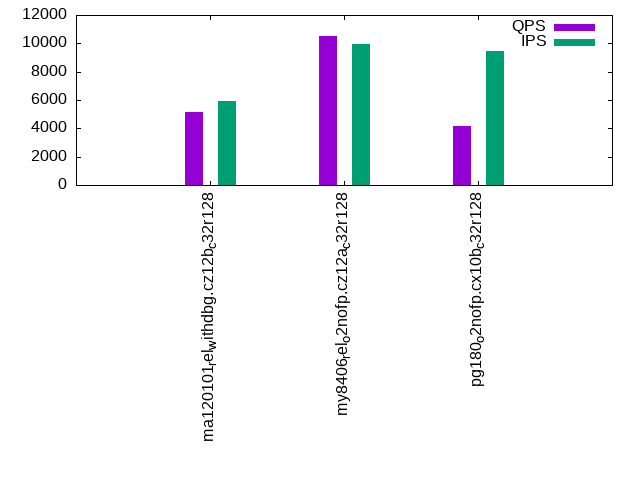 12000
10000
8000
6000
4000
2000
0
QPS
IPS
ma120101relwithdbg.cz12bc32r128
my8406relo2nofp.cz12ac32r128
pg180o2nofp.cx10bc32r128